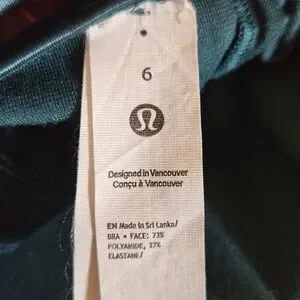 6
Designed in Vancouver
Conçu à Vancouver
EN Made in Sri Lanka/
BRA • FACE: 73%
POLYAMIDE, 27%
ELASTANE/